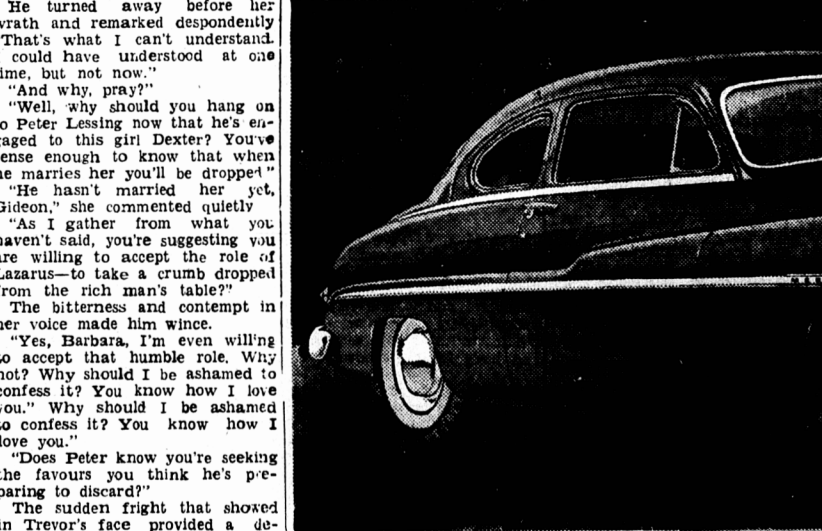 He turned away before her
wrath and remarked despondently
"That's what I can't understand.
could have understood at one
time, but not now."
"And why, pray?"
"Well, why should you hang on
to Peter Lessing now that he's en-
gaged to this girl Dexter? You've
sense enough to know that when
he marries her you'll be dropped"
"He hasn't married her yet,
Gideon," she commented quietly
"As I gather from what you
haven't said, you're suggesting you
are willing to accept the role of
Lazarus—to take a crumb dropped
from the rich man's table?"
The bitterness and contempt in
her voice made him wince.
"Yes, Barbara, I'm even willing
to accept that humble role. Why
not? Why should I be ashamed to
confess it? You know how I love
you." Why should I be ashamed
to confess it? You know how I
love you."
"Does Peter know you're seeking
the favours you think he's pre-
paring to discard?"
The sudden fright that showed
in Trevor's face provided a de-